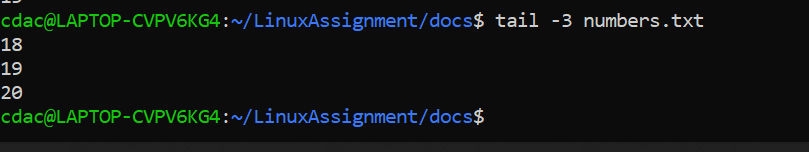 cdac@LAPTOP-CVPV6KG4:~/LinuxAssignment/docs$ tail -3 numbers.txt
18
19
20
cdac@LAPTOP-CVPV6KG4:~/LinuxAssignment/docs$